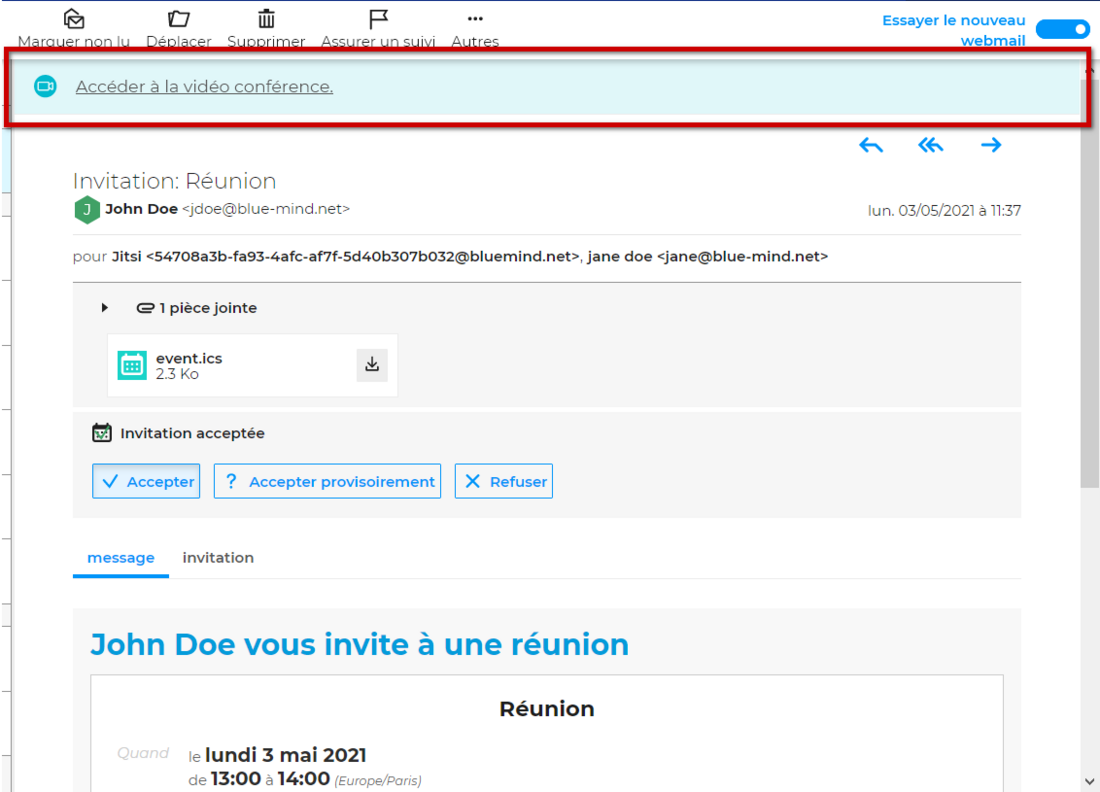 Essayer le nouveau
webmail
Marquer non lu Déplacer Supprimer Assurer un suivi Autres
Accéder à la vidéo conférence.
Invitation: Réunion
J John Doe <jdoe@blue-mind.net> lun. 03/05/2021 à 11:37
pour Jitsi <54708a3b-fa93-4afc-af7f-5d40b307b032@bluemind.net>, jane doe <jane@blue-mind.net>
1 pièce jointe
event.ics
2.3 Ko
Invitation acceptée
Accepter ? Accepter provisoirement Refuser
message invitation
John Doe vous invite à une réunion
Réunion
Quand le lundi 3 mai 2021
de 13:00 à 14:00 (Europe/Paris)